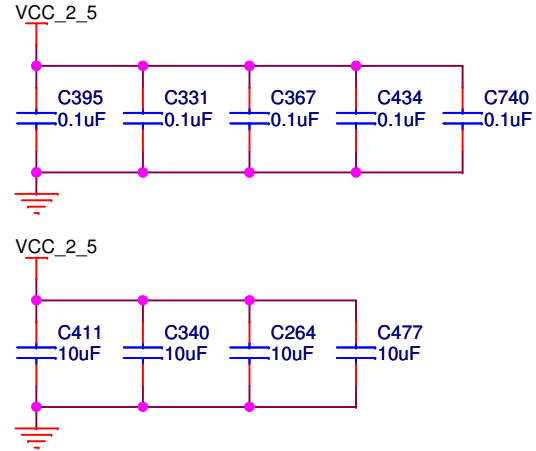 VCC_2_5
C395 C331 C367 C434 C740
0.1uF 0.1uF 0.1uF 0.1uF 0.1uF
VCC_2_5
C411 C340 C264 C477
10uF 10uF 10uF 10uF